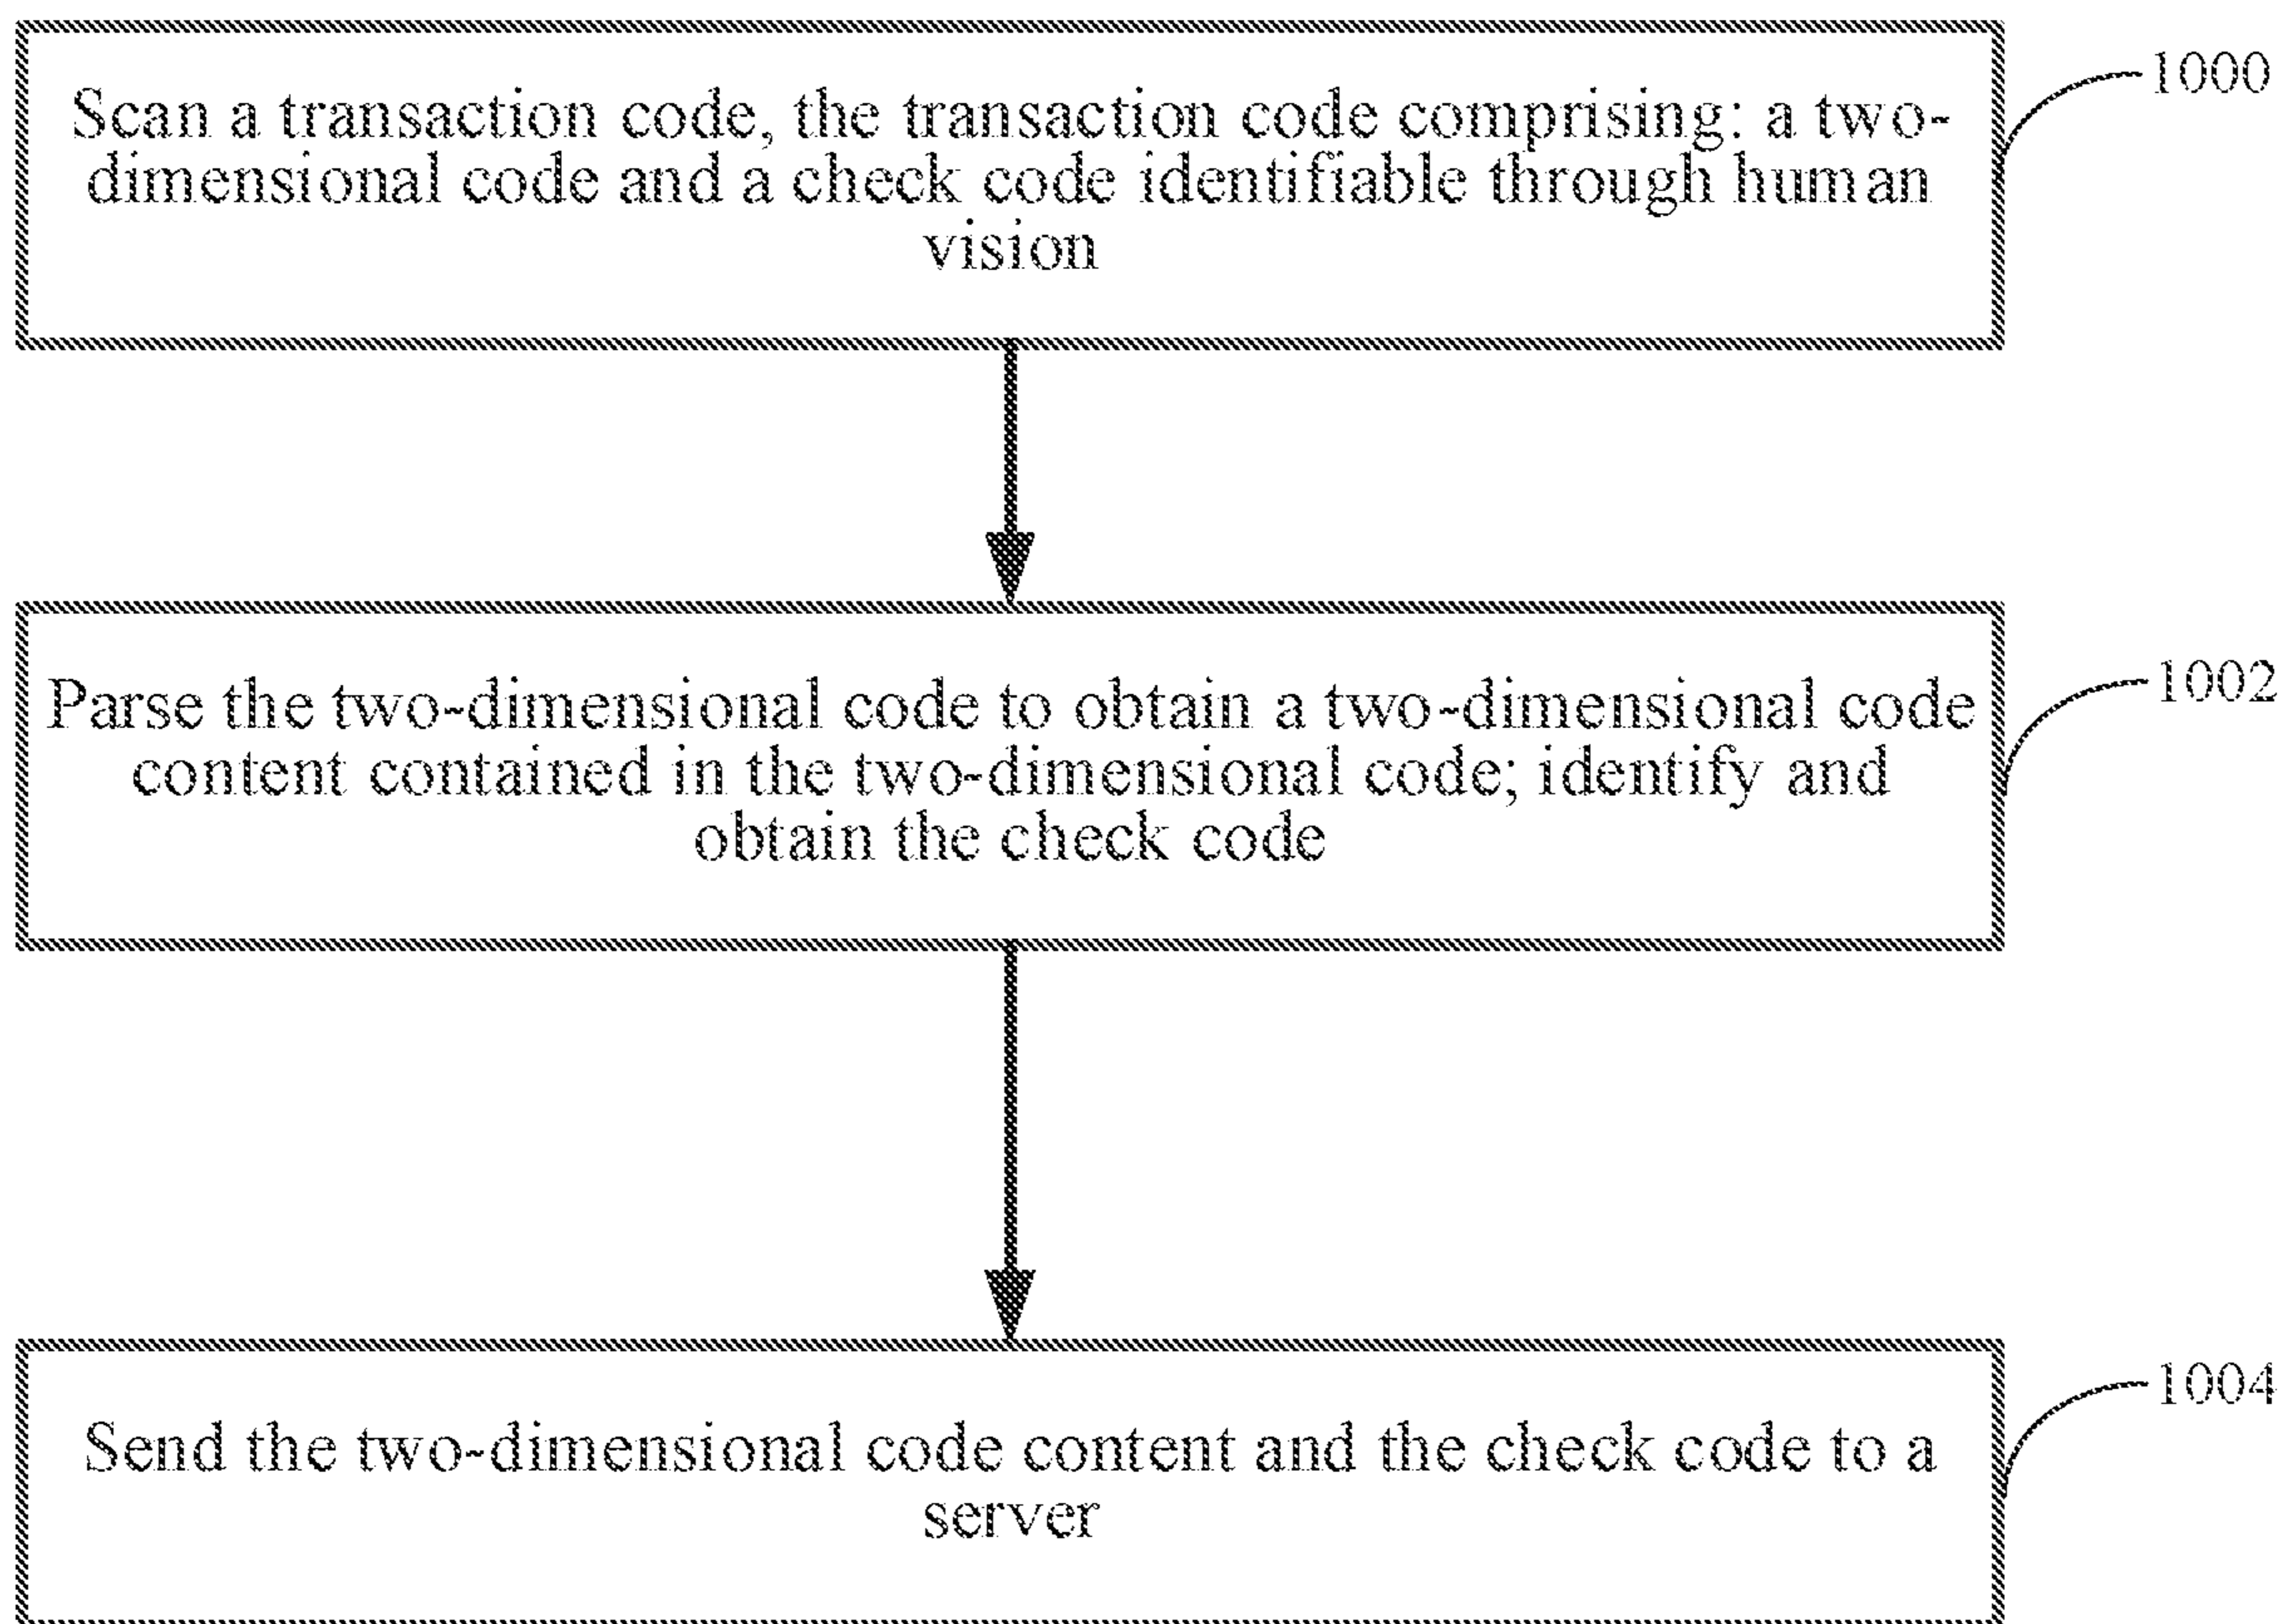 Scan a transaction code, the transaction code comprising: a two-
dimensional code and a check code identifiable through human
vision
1000
Parse the two-dimensional code to obtain a two-dimensional code
content contained in the two-dimensional code; identify and
obtain the check code
1002
Send the two-dimensional code content and the check code to a
server
1004